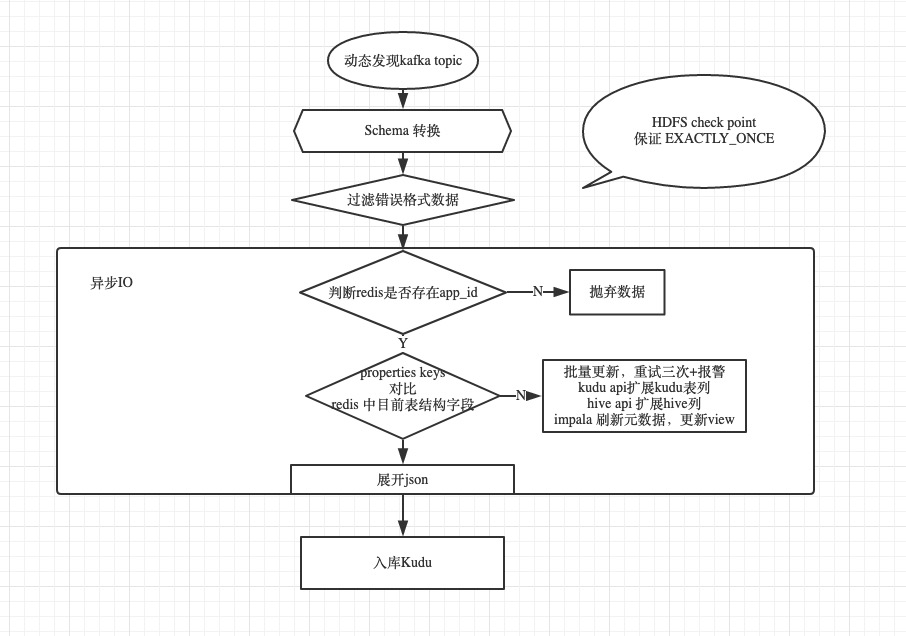 动态发现kafka topic
Schema 转换
HDFS check point
保证 EXACTLY_ONCE
过滤错误格式数据
异步IO
判断redis是否存在app_id
N
抛弃数据
Y
properties keys
对比
redis 中目前表结构字段
N
批量更新，重试三次+报警
kudu api扩展kudu表列
hive api 扩展hive列
impala 刷新元数据，更新view
展开json
入库Kudu